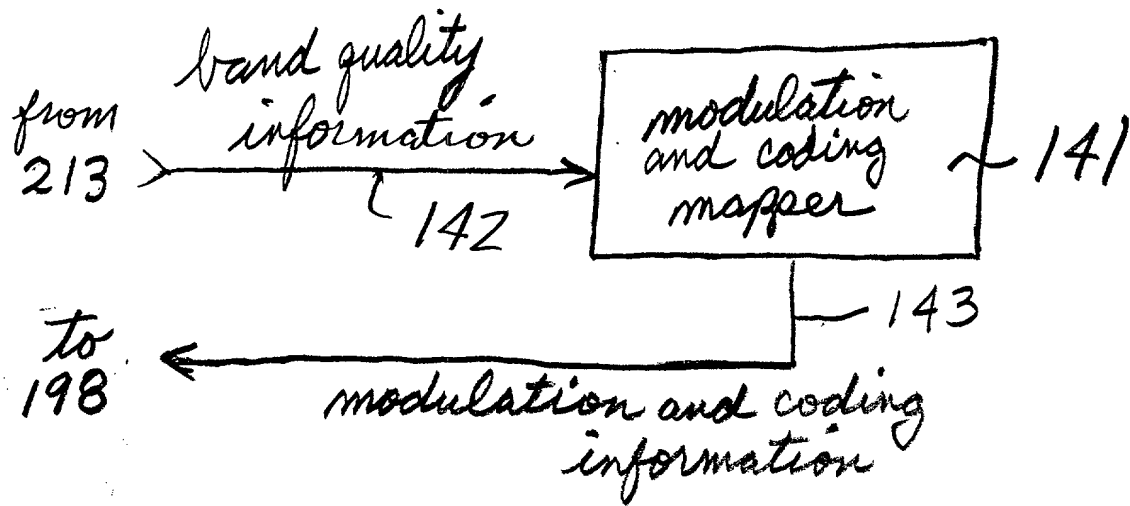 band quality
information
from
213
142
modulation
and coding
mapper
141
143
to
198
modulation and coding
information